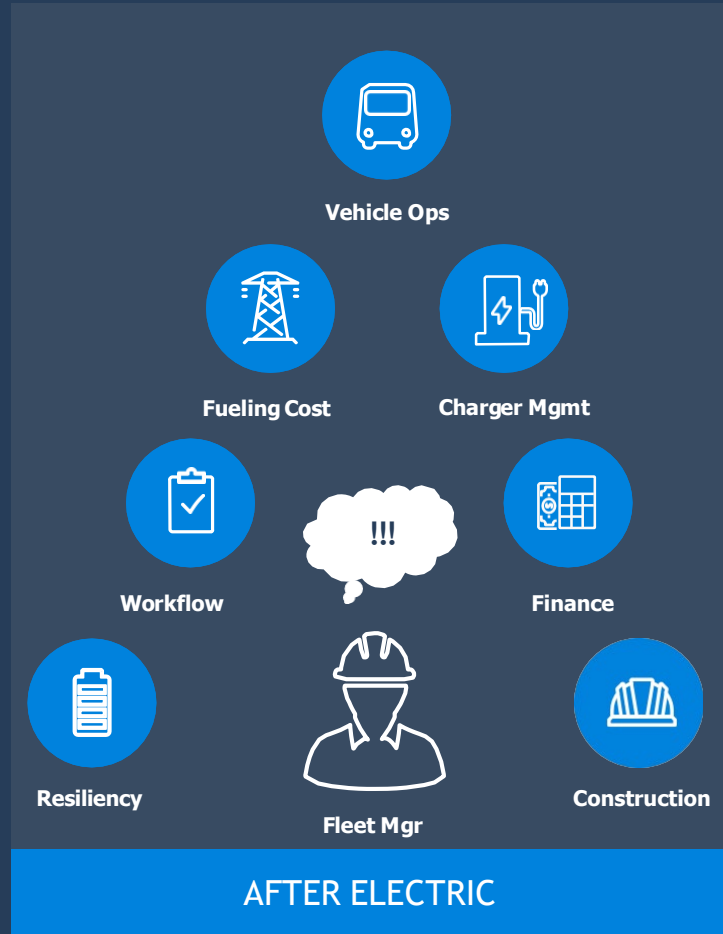 Vehicle Ops
Fueling Cost
Charger Mgmt
Workflow
!!!
Finance
Resiliency
Fleet Mgr
Construction
AFTER ELECTRIC